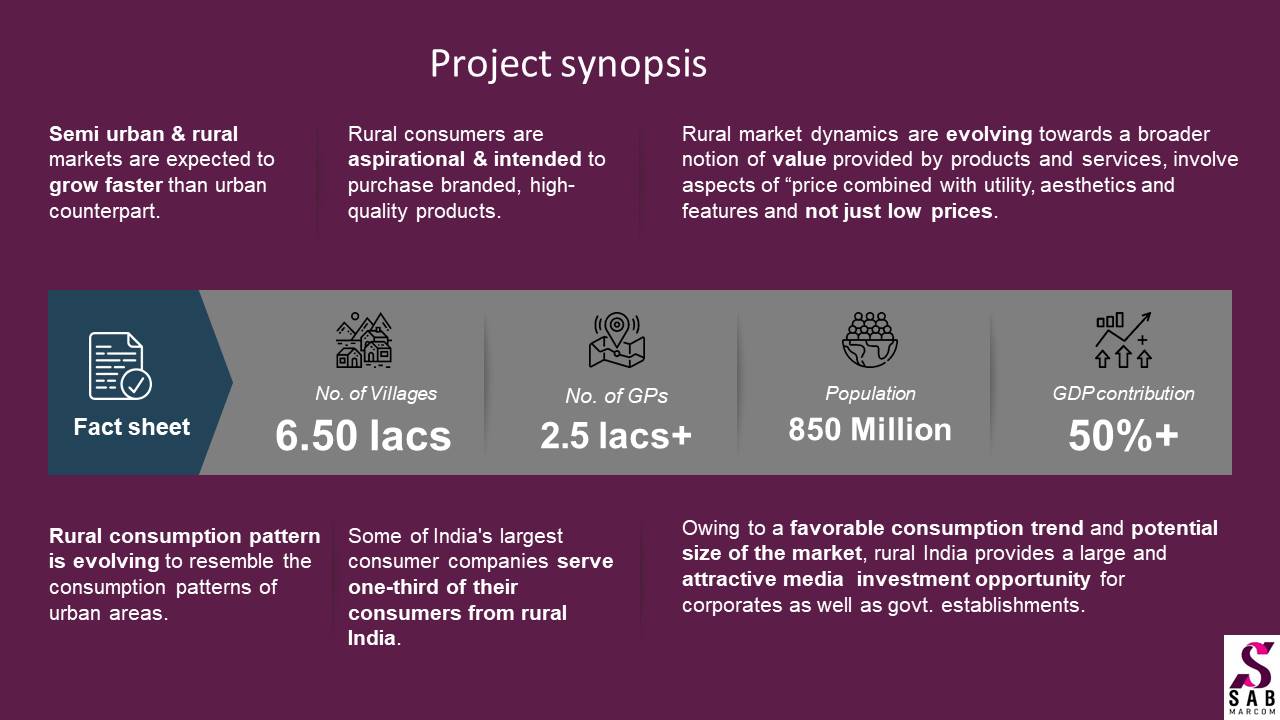 Project synopsis
Semi urban & rural
markets are expected to
grow faster than urban
counterpart.
Rural consumers are
aspirational & intended to
purchase branded, high-
quality products.
Rural market dynamics are evolving towards a broader
notion of value provided by products and services, involve
aspects of “price combined with utility, aesthetics and
features and not just low prices.
Fact sheet
No. of Villages
6.50 lacs
No. of GPs
2.5 lacs+
Population
850 Million
GDP contribution
50%+
Rural consumption pattern
is evolving to resemble the
consumption patterns of
urban areas.
Some of India's largest
consumer companies serve
one-third of their
consumers from rural
India.
Owing to a favorable consumption trend and potential
size of the market, rural India provides a large and
attractive media investment opportunity for
corporates as well as govt. establishments.
SAB
MARCOM